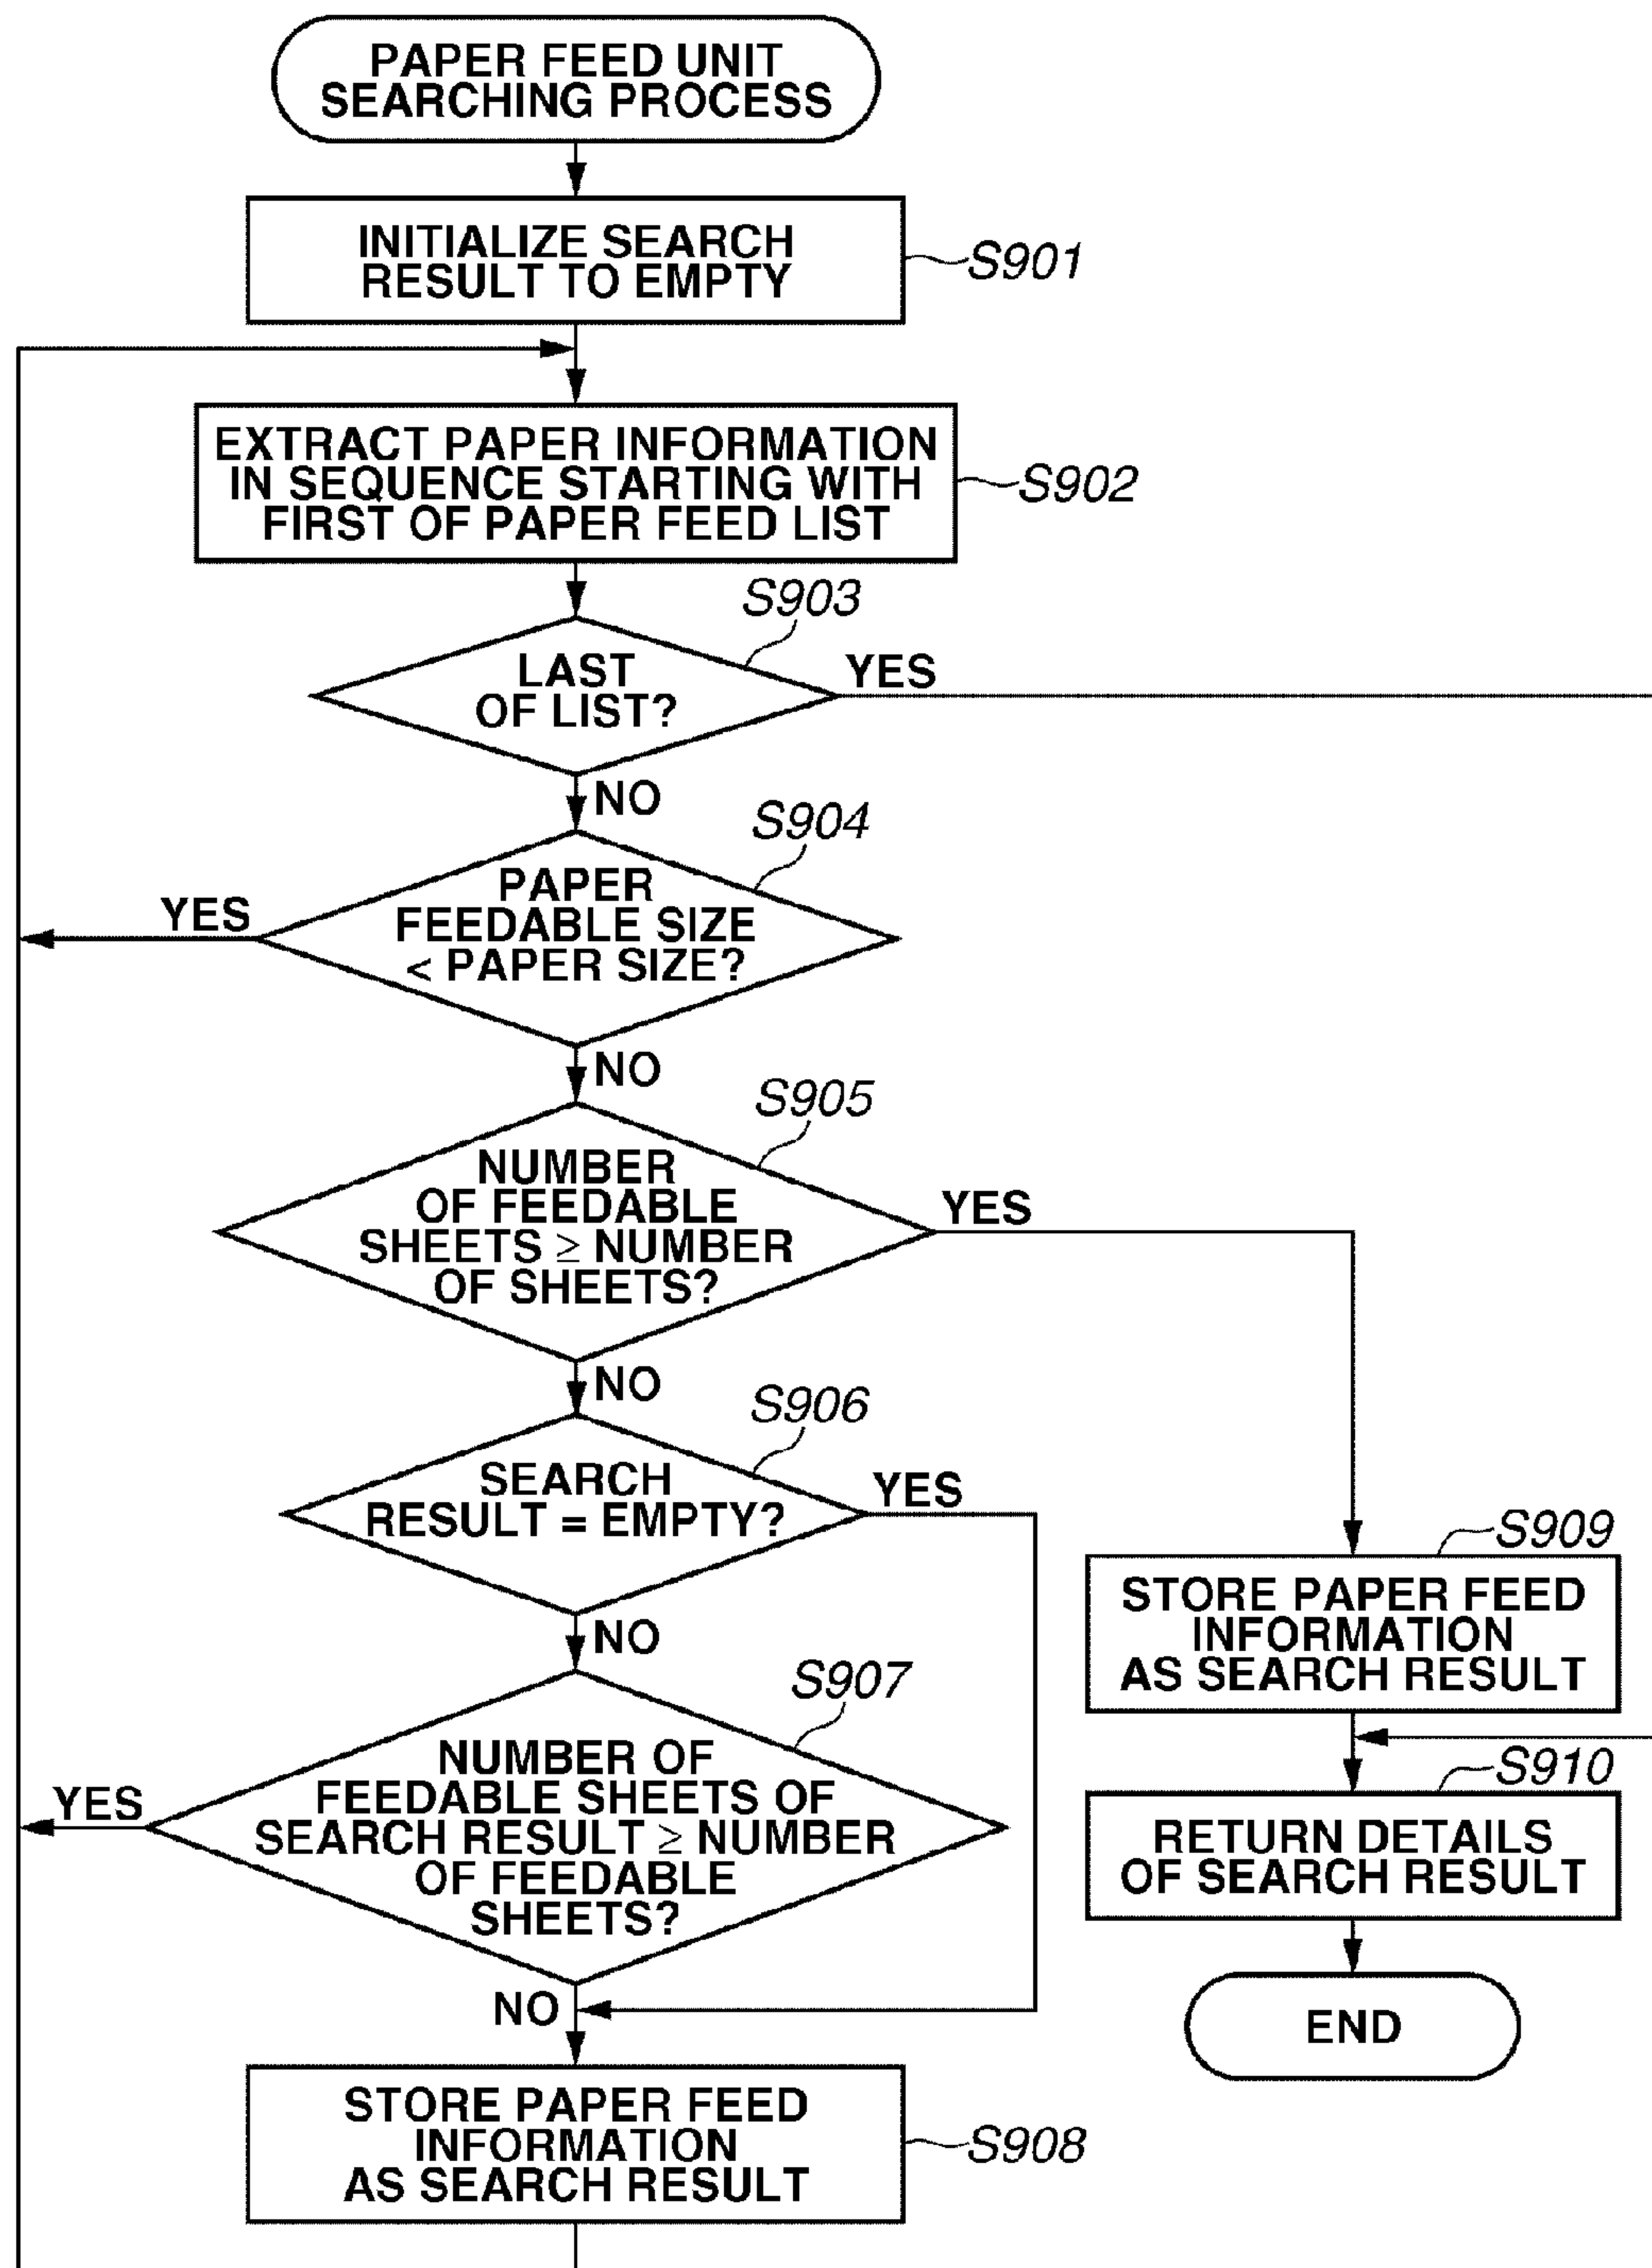 PAPER FEED UNIT
SEARCHING PROCESS
INITIALIZE SEARCH
RESULT TO EMPTY
S901
EXTRACT PAPER INFORMATION
IN SEQUENCE STARTING WITH
FIRST OF PAPER FEED LIST
S902
S903
LAST
OF LIST?
YES
NO
S904
PAPER
FEEDABLE SIZE
< PAPER SIZE?
YES
NO
S905
NUMBER
OF FEEDABLE
SHEETS ≥ NUMBER
OF SHEETS?
YES
NO
S906
SEARCH
RESULT = EMPTY?
YES
NO
S907
NUMBER OF
FEEDABLE SHEETS OF
SEARCH RESULT ≥ NUMBER
OF FEEDABLE
SHEETS?
YES
NO
STORE PAPER FEED
INFORMATION
AS SEARCH RESULT
S908
S909
STORE PAPER FEED
INFORMATION
AS SEARCH RESULT
S910
RETURN DETAILS
OF SEARCH RESULT
END